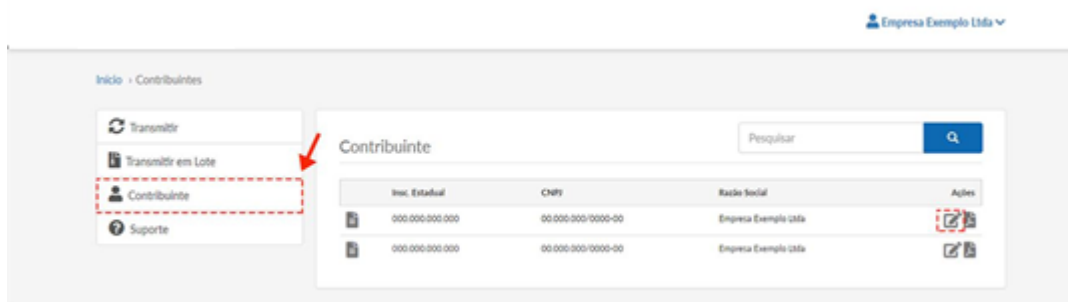 Empresa Exemplo Ltda
Início › Contribuintes
Transmitir
Transmitir em Lote
Contribuinte
Suporte
Contribuinte
Pesquisar
Insc. Estadual CNPJ Razão Social Ações
000.000.000.000 00.000.000/0000-00 Empresa Exemplo Ltda
000.000.000.000 00.000.000/0000-00 Empresa Exemplo Ltda